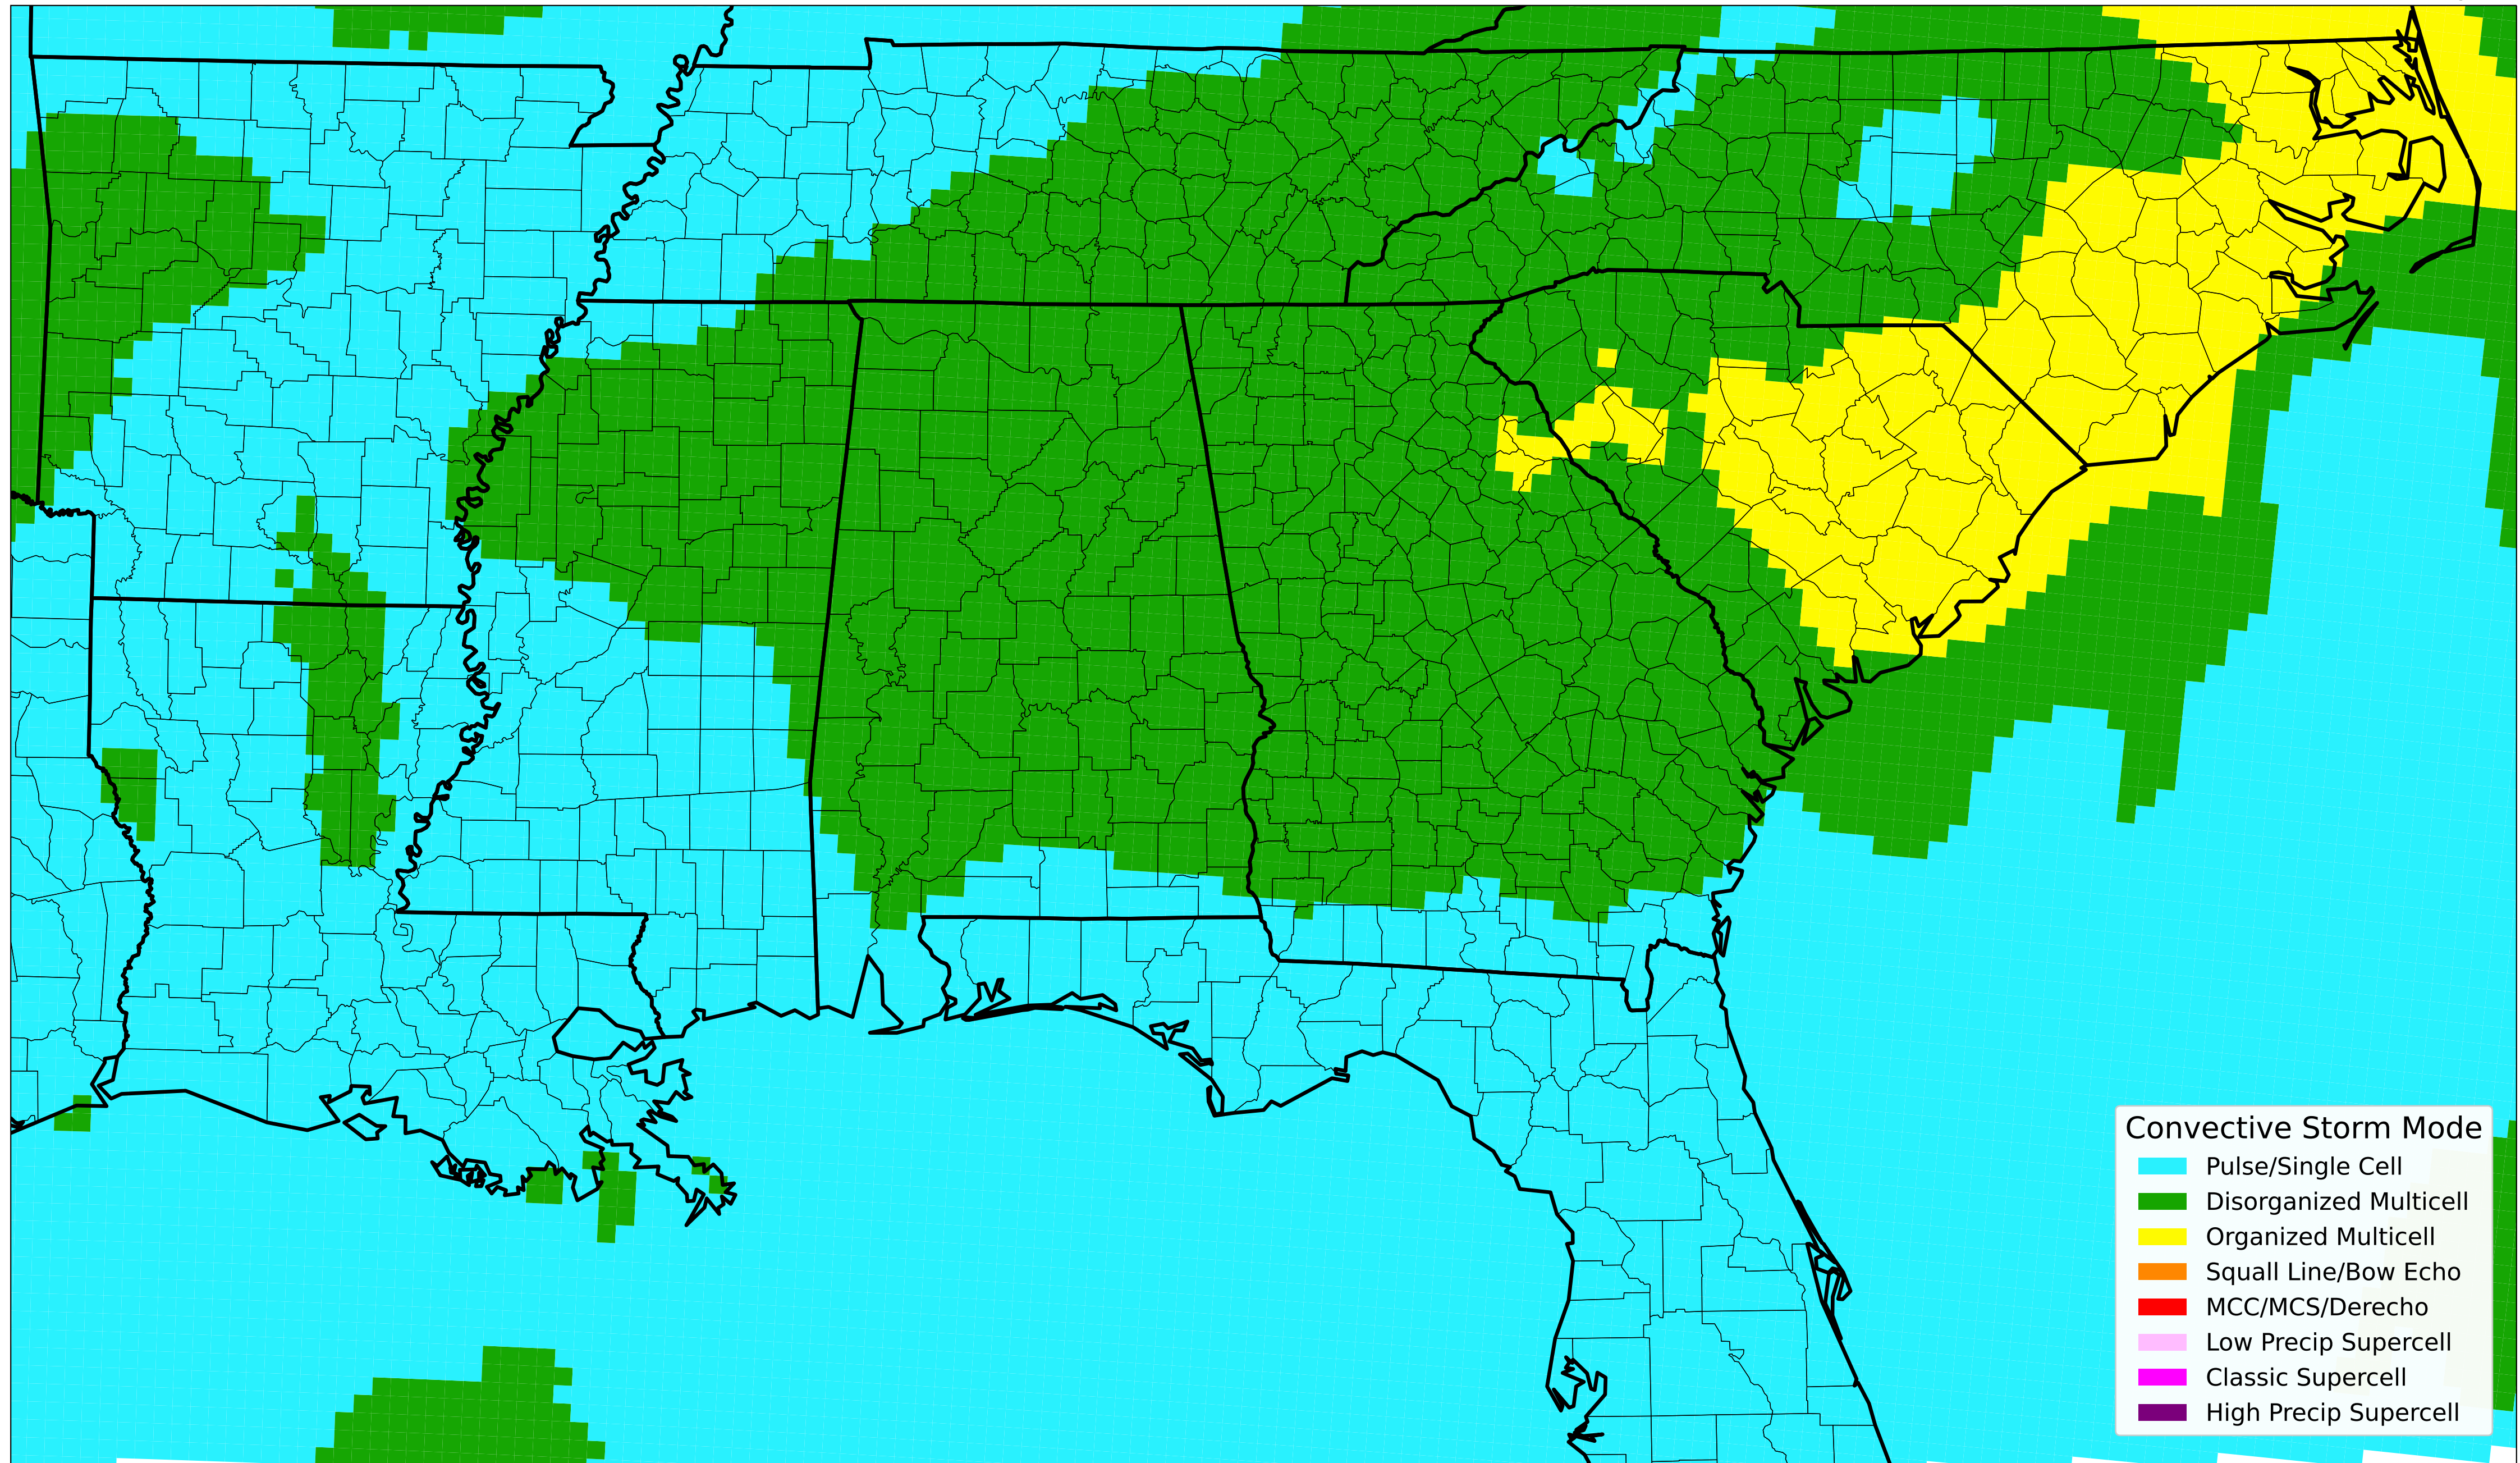 Convective Storm Mode
Pulse/Single Cell
Disorganized Multicell
Organized Multicell
Squall Line/Bow Echo
MCC/MCS/Derecho
Low Precip Supercell
Classic Supercell
High Precip Supercell